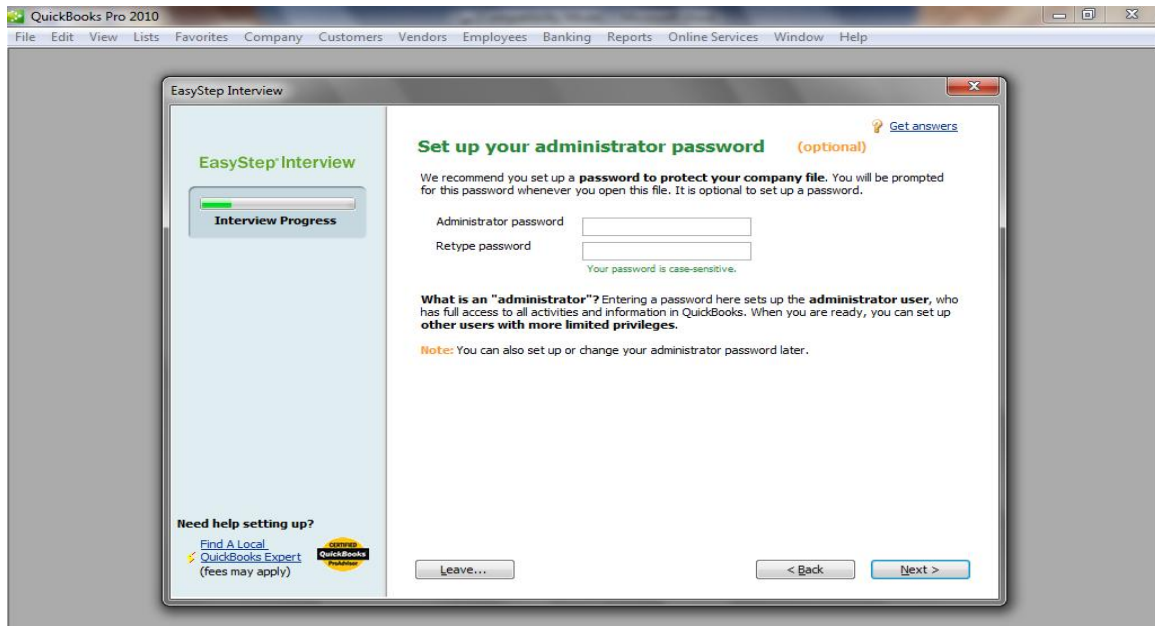 QuickBooks Pro 2010
File Edit View Lists Favorites Company Customers Vendors Employees Banking Reports Online Services Window Help
EasyStep Interview
Get answers
Set up your administrator password (optional)
EasyStep Interview
We recommend you set up a password to protect your company file. You will be prompted
for this password whenever you open this file. It is optional to set up a password.
Interview Progress
Administrator password
Retype password
Your password is case-sensitive.
What is an "administrator"? Entering a password here sets up the administrator user, who
has full access to all activities and information in QuickBooks. When you are ready, you can set up
other users with more limited privileges.
Note: You can also set up or change your administrator password later.
Need help setting up?
Find A Local
QuickBooks Expert
(fees may apply)
CERTIFIED
QuickBooks
ProAdvisor
Leave...
< Back
Next >